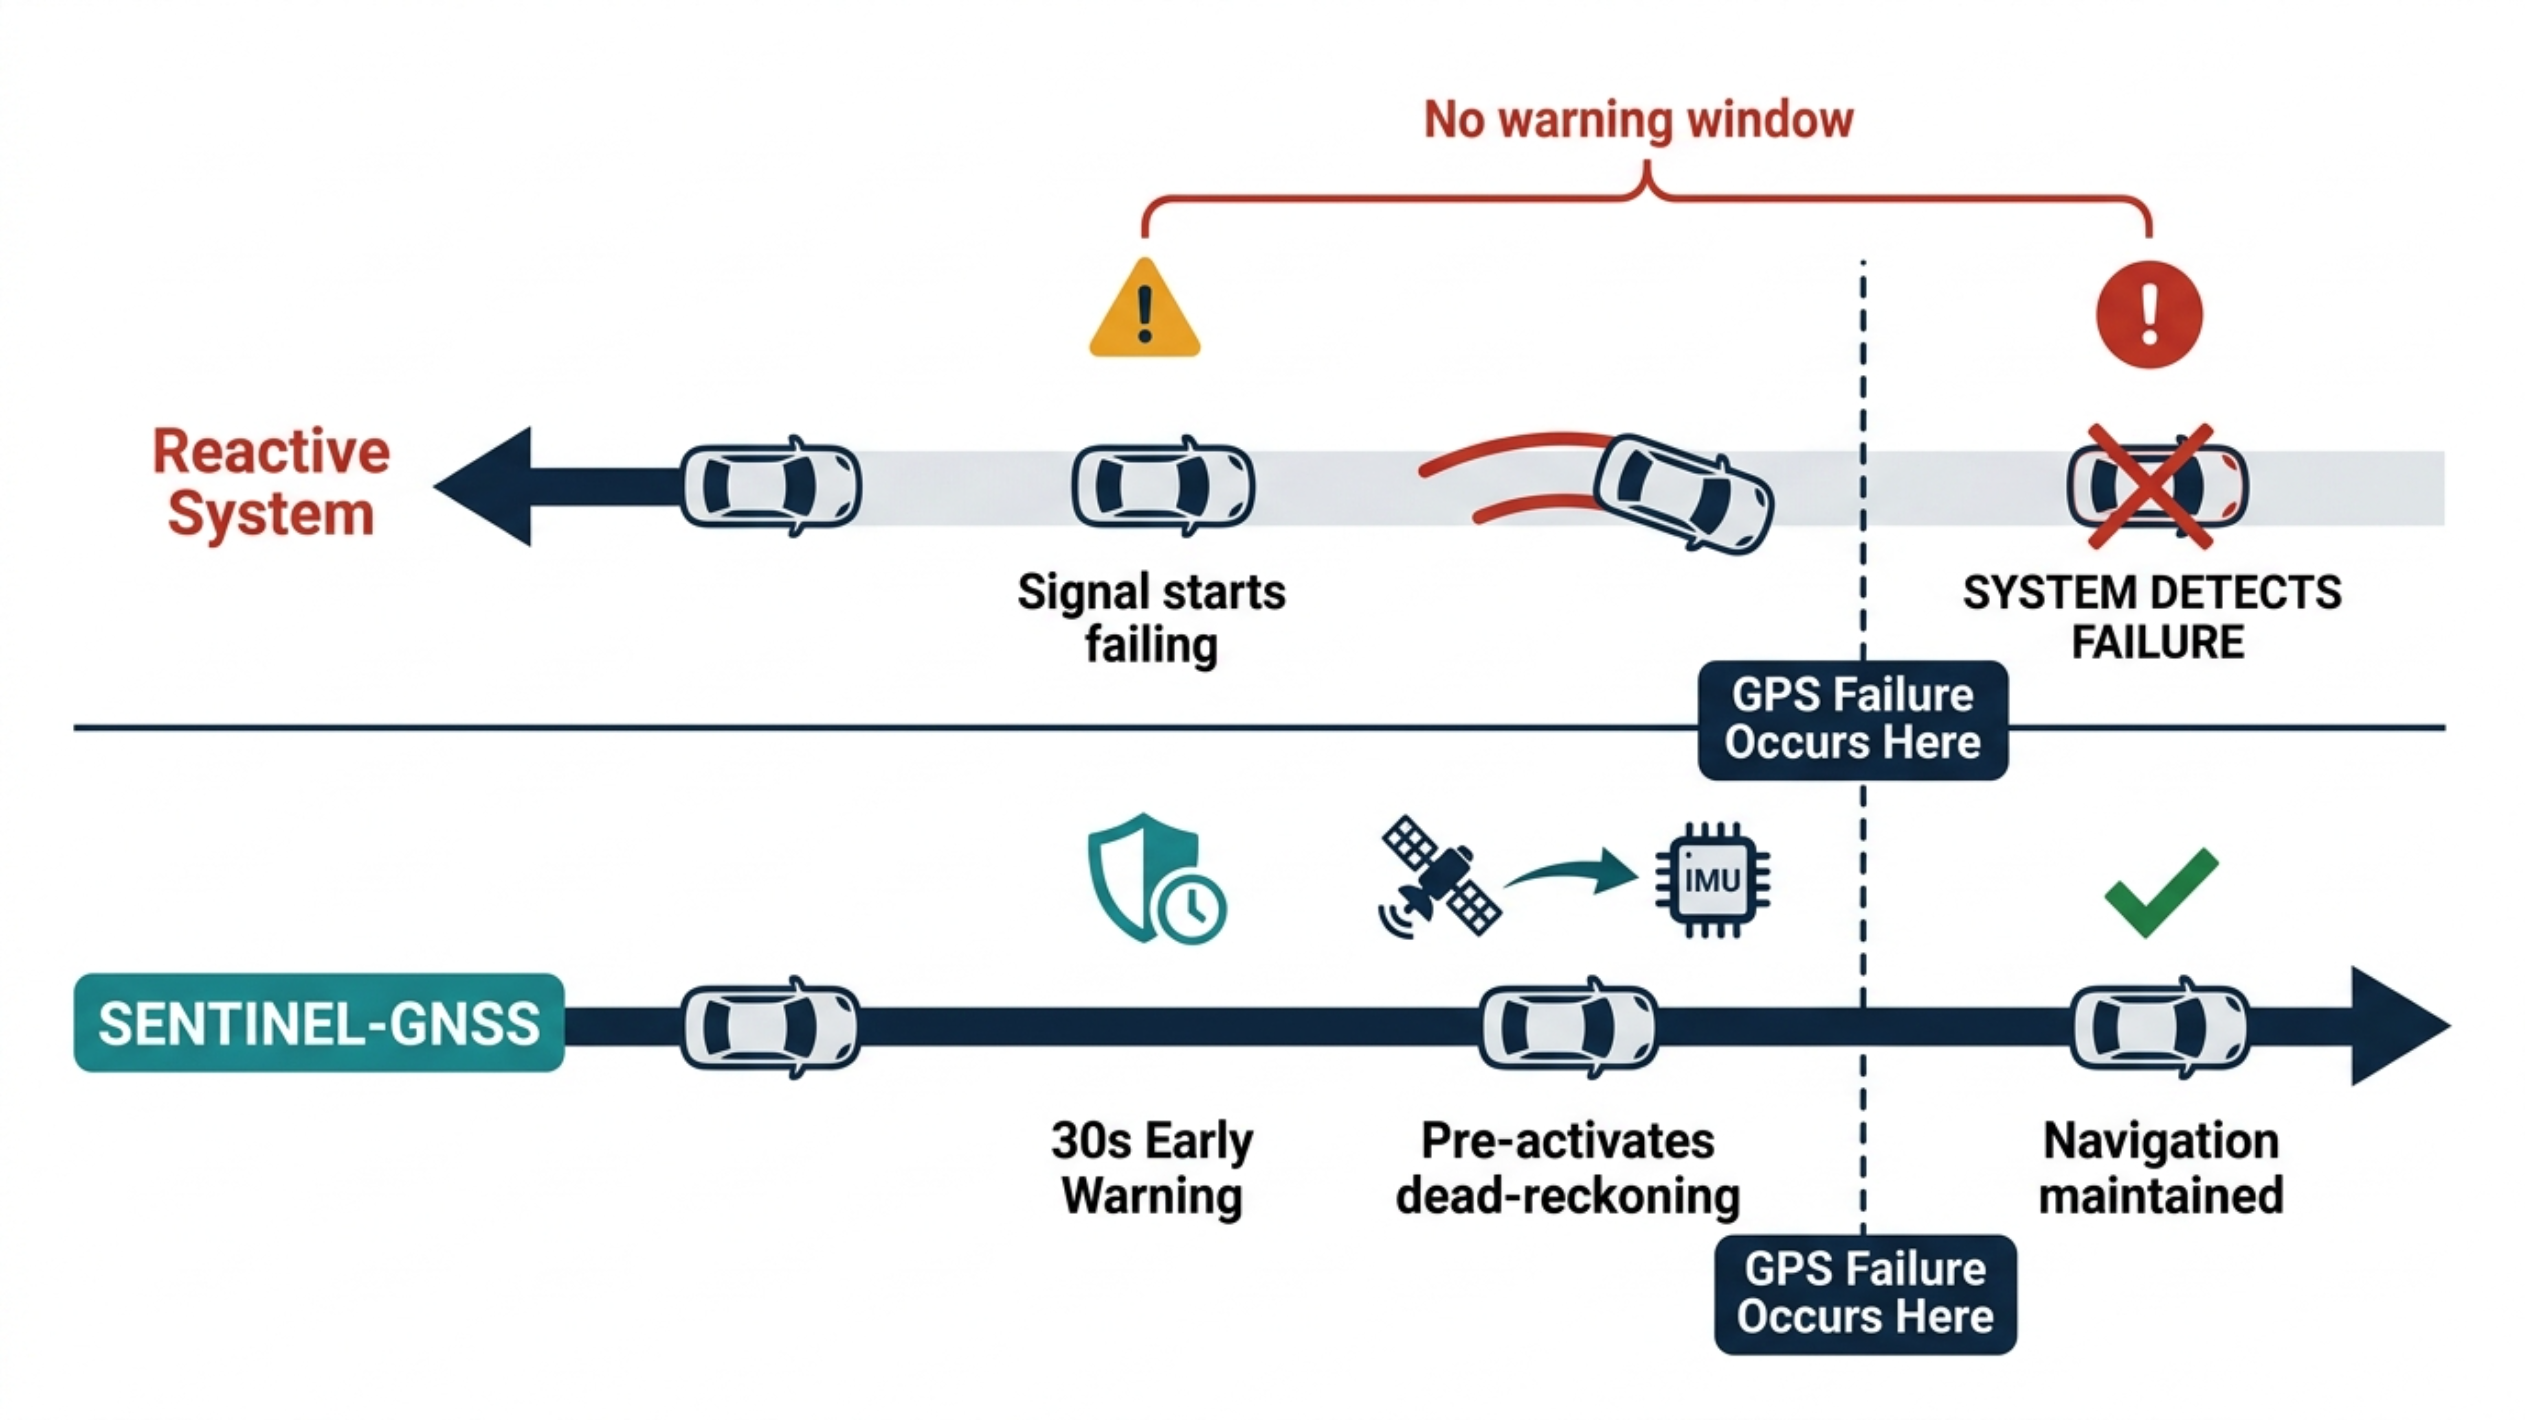 No warning window
Reactive
System
Signal starts
failing
SYSTEM DETECTS
FAILURE
GPS Failure
Occurs Here
IMU
SENTINEL-GNSS
30s Early
Warning
Pre-activates
dead-reckoning
Navigation
maintained
GPS Failure
Occurs Here